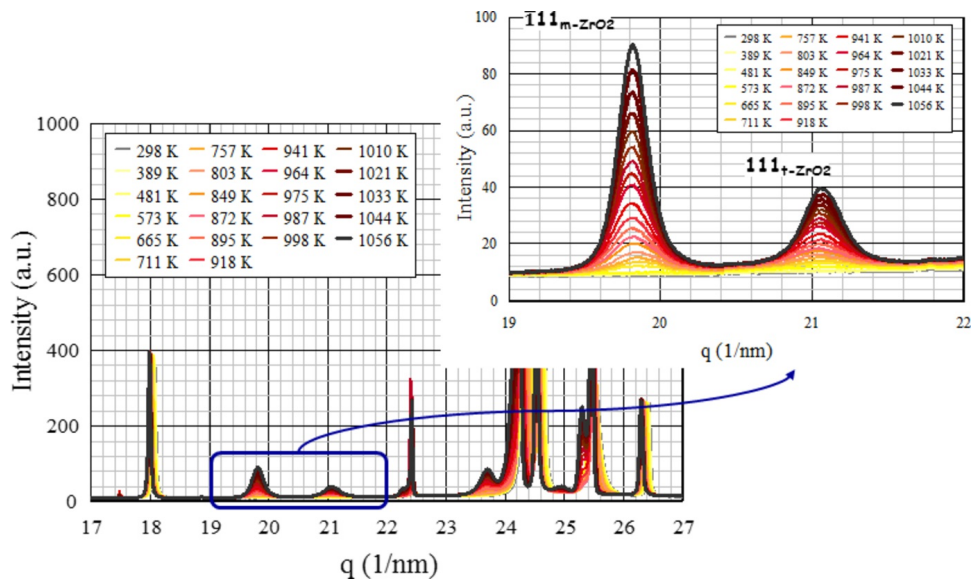 1̅11m-ZrO2
111t-ZrO2
100
80
60
40
20
0
Intensity (a.u.)
298 K 757 K 941 K 1010 K
389 K 803 K 964 K 1021 K
481 K 849 K 975 K 1033 K
573 K 872 K 987 K 1044 K
665 K 895 K 998 K 1056 K
711 K 918 K
19 20 21 22
q (1/nm)
1000
800
600
400
200
0
Intensity (a.u.)
298 K 757 K 941 K 1010 K
389 K 803 K 964 K 1021 K
481 K 849 K 975 K 1033 K
573 K 872 K 987 K 1044 K
665 K 895 K 998 K 1056 K
711 K 918 K
17 18 19 20 21 22 23 24 25 26 27
q (1/nm)